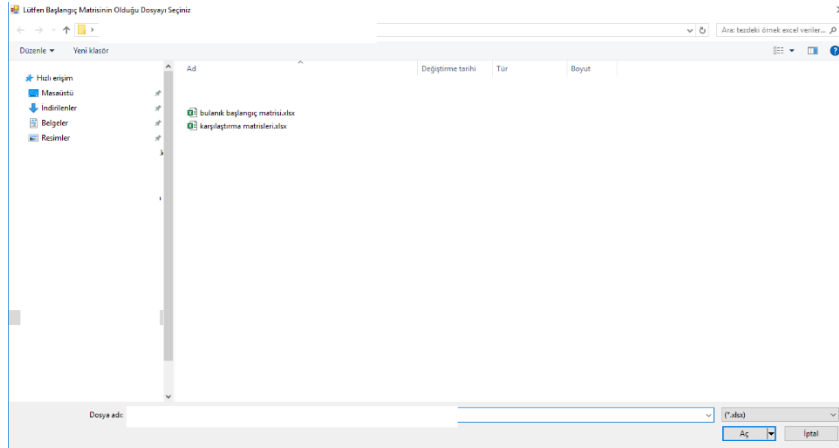 Lütfen Başlangıç Matrisinin Olduğu Dosyayı Seçiniz
Ara: tezdeki örnek excel veriler...
Düzenle Yeni klasör
Ad Değiştirme tarihi Tür Boyut
Hızlı erişim
Masaüstü
İndirilenler
Belgeler
Resimler
bulanık başlangıç matrisi.xlsx
karşılaştırma matrisleri.xlsx
Dosya adı:
(*.xlsx)
Aç İptal